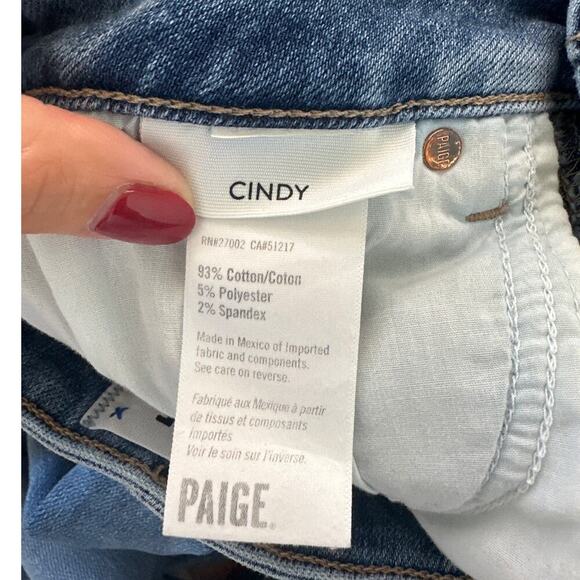 CINDY
PAIGE
RN#27002 CA#51217
93% Cotton/Coton
5% Polyester
2% Spandex
Made in Mexico of Imported
fabric and components.
See care on reverse.
Fabriqué aux Mexique à partir
de tissus et composants
importés
Voir le soin sur l'inverse.
PAIGE